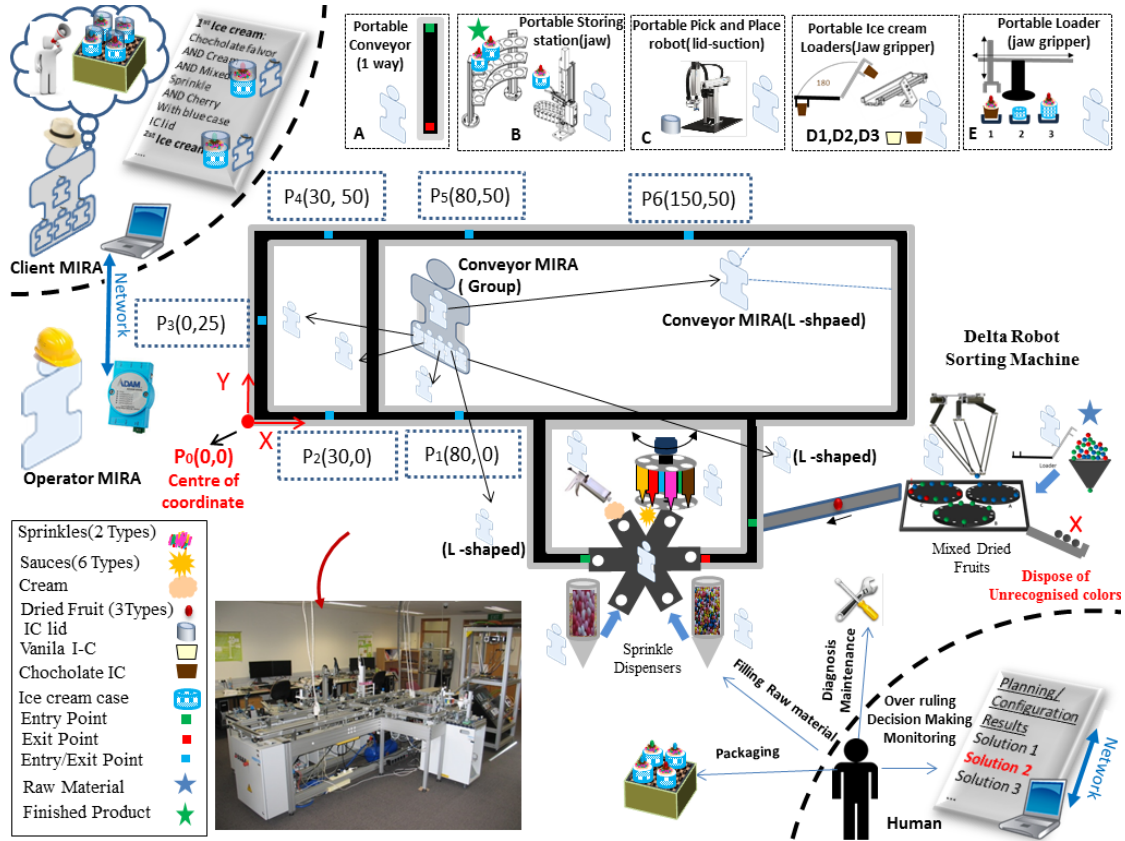 1st Ice cream:
Chocholate falvor
AND Cream
AND Mixed
Sprinkle
AND Cherry
With blue case
IC lid
2st Ice cream
....
Client MIRA
Network
Operator MIRA
ADAM
Portable
Conveyor
(1 way)
A
Portable Storing
station(jaw)
B
Portable Pick and Place
robot(lid-suction)
C
Portable Ice cream
Loaders(Jaw gripper)
180
D1,D2,D3
Portable Loader
(jaw gripper)
E
1 2 3
P4(30, 50)
P5(80,50)
P6(150,50)
P3(0,25)
Conveyor MIRA
( Group)
Conveyor MIRA(L -shpaed)
Y
X
P0(0,0)
Centre of
coordinate
P2(30,0)
P1(80, 0)
(L -shaped)
(L -shaped)
Delta Robot
Sorting Machine
Loader
Mixed Dried
Fruits
X
Dispose of
Unrecognised colors
Sprinkle
Dispensers
Sprinkles(2 Types)
Sauces(6 Types)
Cream
Dried Fruit (3Types)
IC lid
Vanila I-C
Chocholate IC
Ice cream case
Entry Point
Exit Point
Entry/Exit Point
Raw Material
Finished Product
Filling Raw material
Diagnosis
Maintenance
Over ruling
Decision Making
Monitoring
Packaging
Human
Planning/
Configuration
Results
Solution 1
Solution 2
Solution 3
...
Network